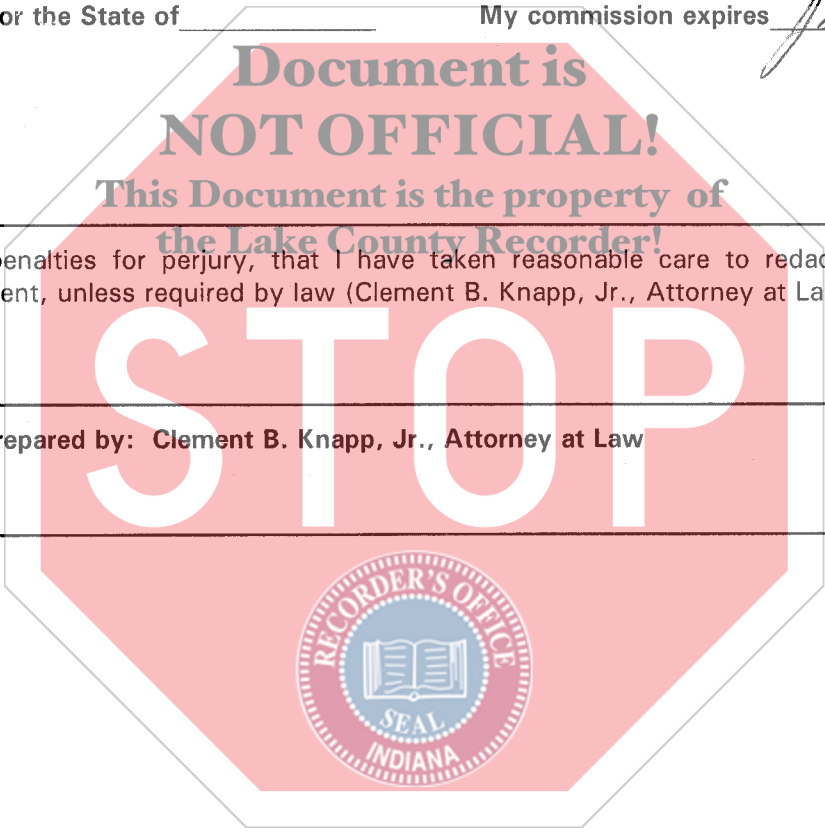 or the State of My commission expires
Document is
NOT OFFICIAL!
This Document is the property of
the Lake County Recorder!
enalties for perjury, that I have taken reasonable care to redac
ent, unless required by law (Clement B. Knapp, Jr., Attorney at La
STOP
repared by: Clement B. Knapp, Jr., Attorney at Law
RECORDER'S OFFICE
SEAL
INDIANA